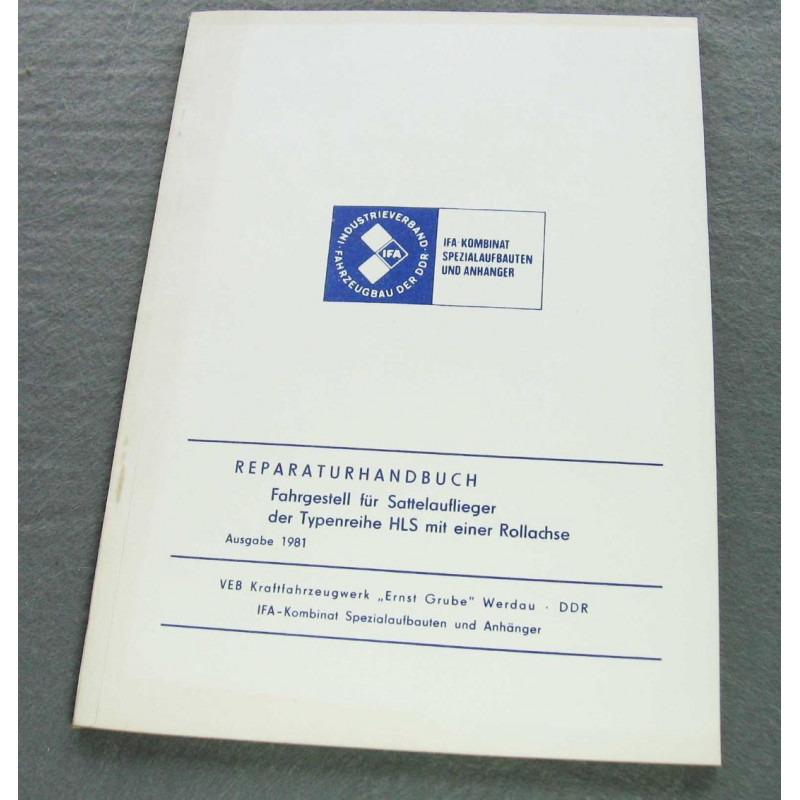 · INDUSTRIEVERBAND ·
FAHRZEUGBAU DER DDR
IFA
IFA-KOMBINAT
SPEZIALAUFBAUTEN
UND ANHÄNGER
REPARATURHANDBUCH
Fahrgestell für Sattelauflieger
der Typenreihe HLS mit einer Rollachse
Ausgabe 1981
VEB Kraftfahrzeugwerk „Ernst Grube" Werdau · DDR
IFA-Kombinat Spezialaufbauten und Anhänger